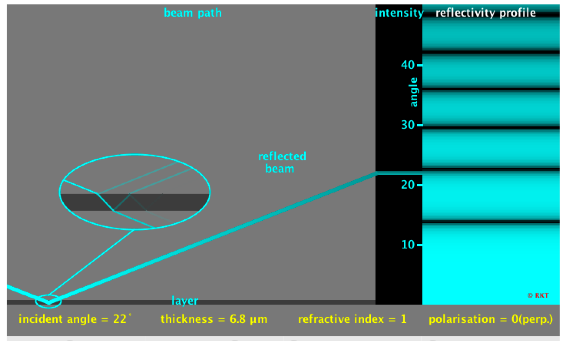 beam path
intensity
reflectivity profile
40
angle
30
reflected
beam
20
10
© RKT
layer
incident angle = 22°
thickness = 6.8 µm
refractive index = 1
polarisation = 0(perp.)